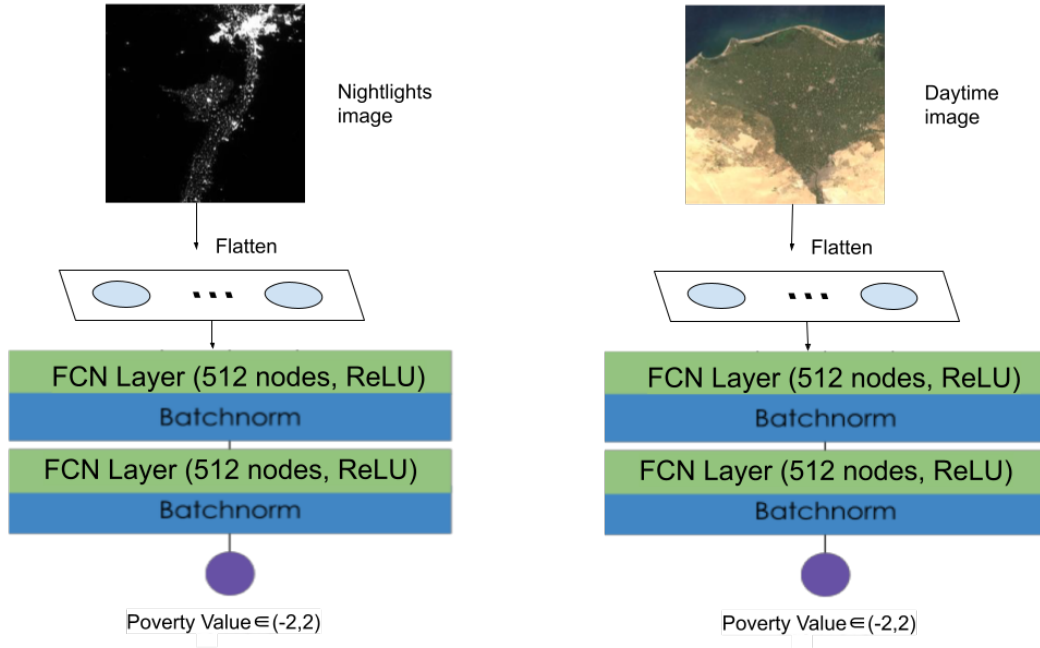 Nightlights
image
Flatten
FCN Layer (512 nodes, ReLU)
Batchnorm
FCN Layer (512 nodes, ReLU)
Batchnorm
Poverty Value∈(-2,2)
Daytime
image
Flatten
FCN Layer (512 nodes, ReLU)
Batchnorm
FCN Layer (512 nodes, ReLU)
Batchnorm
Poverty Value∈(-2,2)